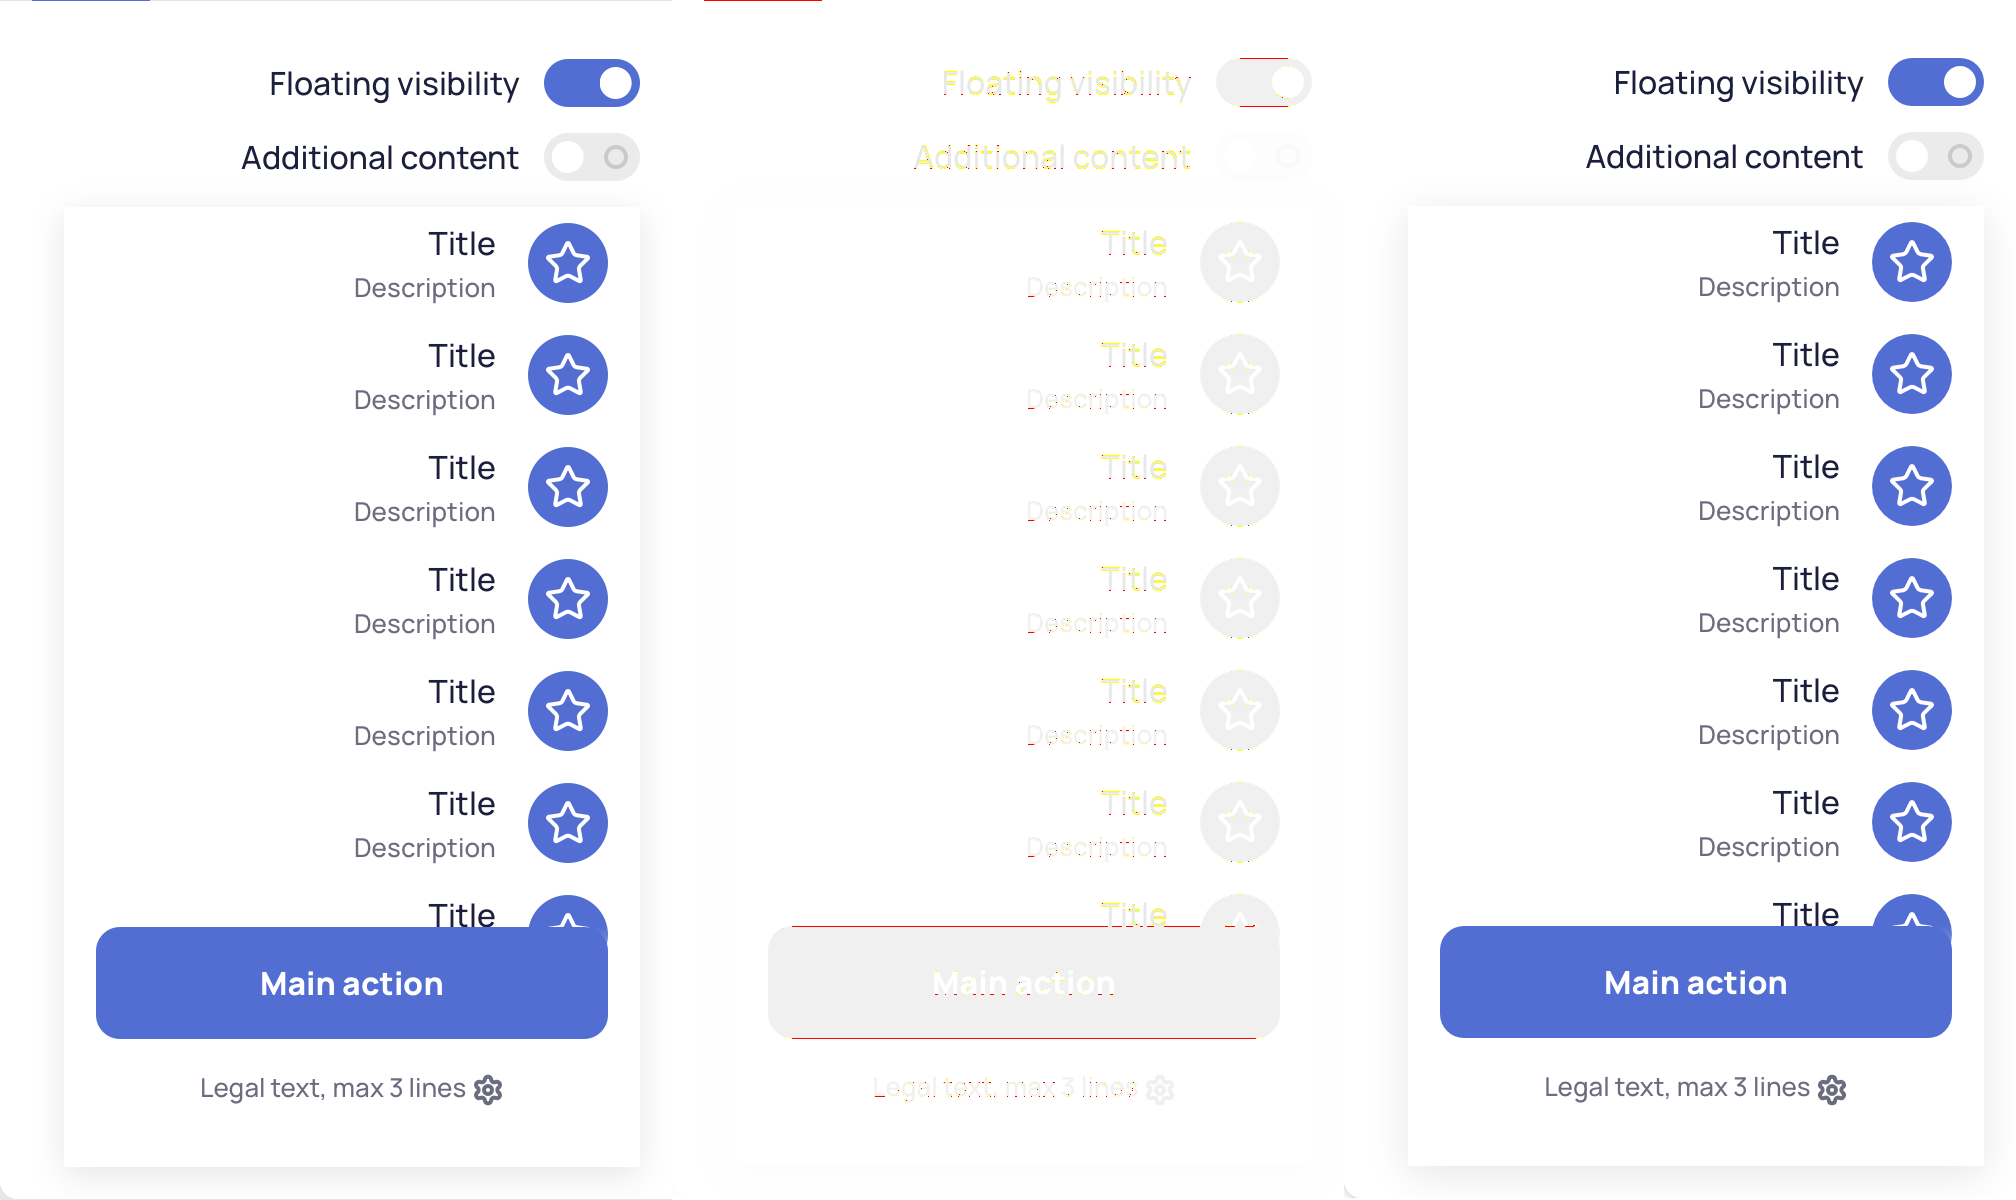 Floating visibility
Additional content
Title
Description
Title
Description
Title
Description
Title
Description
Title
Description
Title
Description
Title
Main action
Legal text, max 3 lines
Floating visibility
Additional content
Title
Description
Title
Description
Title
Description
Title
Description
Title
Description
Title
Description
Title
Main action
Legal text, max 3 lines
Floating visibility
Additional content
Title
Description
Title
Description
Title
Description
Title
Description
Title
Description
Title
Description
Title
Main action
Legal text, max 3 lines